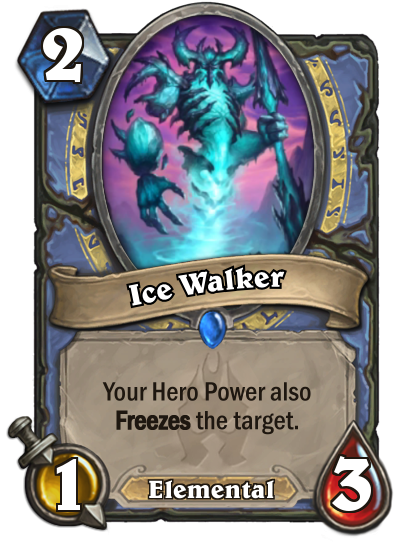 2
Ice Walker
Your Hero Power also
Freezes the target.
1
Elemental
3